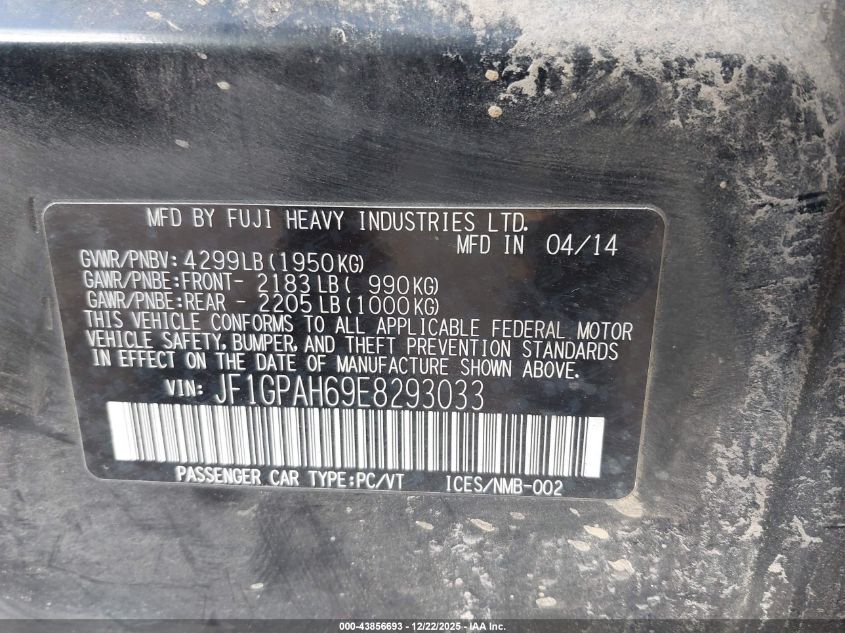 MFD BY FUJI HEAVY INDUSTRIES LTD.
MFD IN 04/14
GVWR/PNBV: 4299LB(1950KG)
GAWR/PNBE:FRONT- 2183LB( 990KG)
GAWR/PNBE:REAR - 2205LB(1000KG)
THIS VEHICLE CONFORMS TO ALL APPLICABLE FEDERAL MOTOR
VEHICLE SAFETY, BUMPER, AND THEFT PREVENTION STANDARDS
IN EFFECT ON THE DATE OF MANUFACTURE SHOWN ABOVE.
VIN: JF1GPAH69E8293033
PASSENGER CAR TYPE:PC/VT ICES/NMB-002
000-43856693 - 12/22/2025 - IAA Inc.